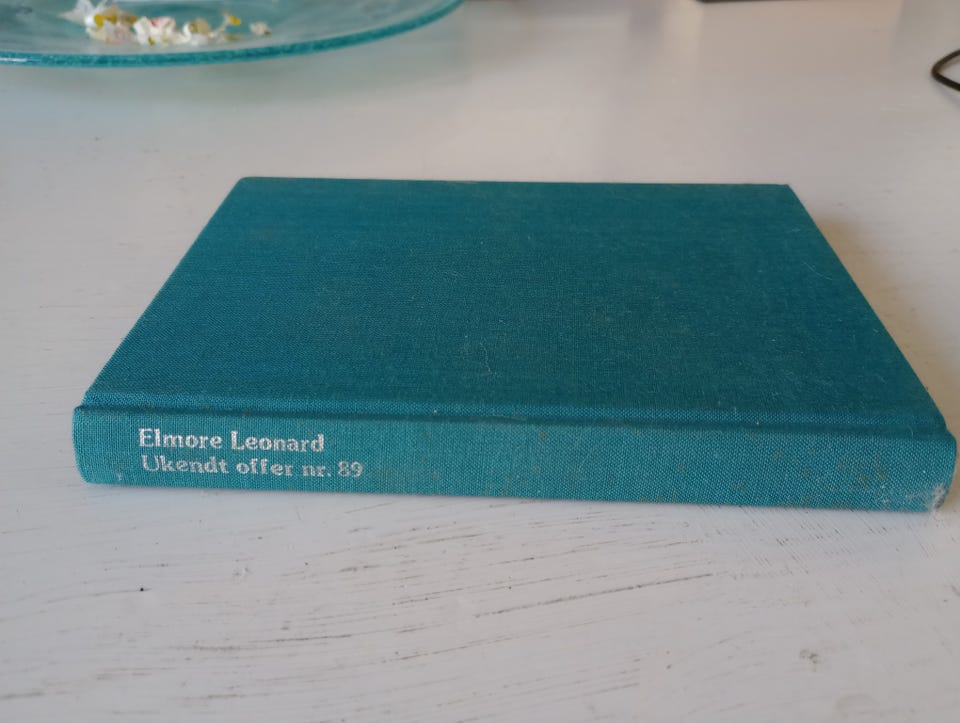 Elmore Leonard
Ukendt offer nr. 89